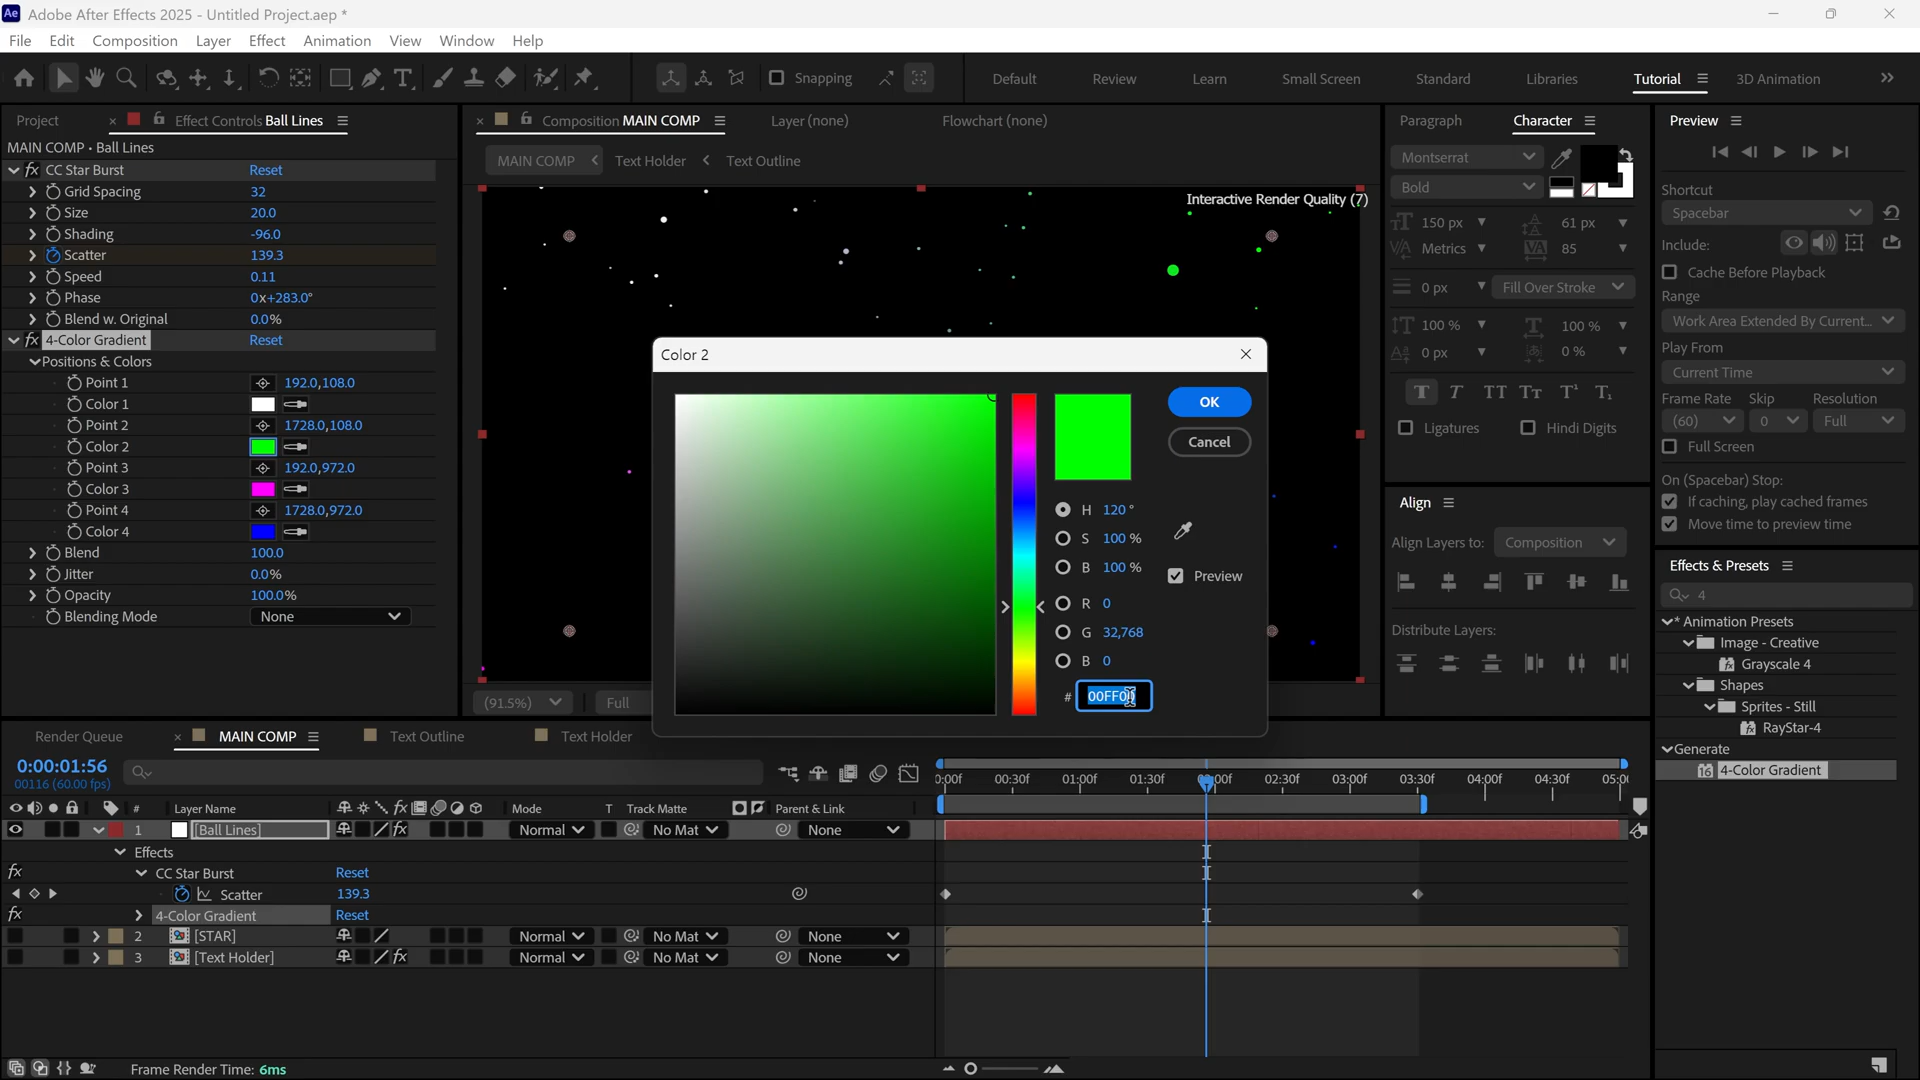 Ae Adobe After Effects 2025 - Untitled Project.aep *
File Edit Composition Layer Effect Animation View Window Help
Snapping Default Review Learn Small Screen Standard Libraries Tutorial 3D Animation
Project Effect Controls Ball Lines
MAIN COMP • Ball Lines
fx CC Star Burst Reset
Grid Spacing 32
Size 20.0
Shading -96.0
Scatter 139.3
Speed 0.11
Phase 0x+283.0°
Blend w. Original 0.0%
fx 4-Color Gradient Reset
Positions & Colors
Point 1 192.0,108.0
Color 1
Point 2 1728.0,108.0
Color 2
Point 3 192.0,972.0
Color 3
Point 4 1728.0,972.0
Color 4
Blend 100.0
Jitter 0.0%
Opacity 100.0%
Blending Mode None
Composition MAIN COMP Layer (none) Flowchart (none)
MAIN COMP Text Holder Text Outline
Interactive Render Quality (7)
(91.5%) Full
Color 2
OK
Cancel
H 120 °
S 100 %
B 100 %
Preview
R 0
G 32,768
B 0
# 00FF00
Paragraph Character
Montserrat
Bold
150 px 61 px
Metrics 85
0 px Fill Over Stroke
100 % 100 %
0 px 0 %
Ligatures Hindi Digits
Align
Align Layers to: Composition
Distribute Layers:
Preview
Shortcut
Spacebar
Include:
Cache Before Playback
Range
Work Area Extended By Current...
Play From
Current Time
Frame Rate Skip Resolution
(60) 0 Full
Full Screen
On (Spacebar) Stop:
If caching, play cached frames
Move time to preview time
Effects & Presets
4
* Animation Presets
Image - Creative
Grayscale 4
Shapes
Sprites - Still
RayStar-4
Generate
4-Color Gradient
Render Queue MAIN COMP Text Outline Text Holder
0:00:01:56
00116 (60.00 fps)
0:00f 00:30f 01:00f 01:30f 02:00f 02:30f 03:00f 03:30f 04:00f 04:30f 05:00
# Layer Name Mode T Track Matte Parent & Link
1 [Ball Lines] Normal No Mat None
Effects
fx CC Star Burst Reset
Scatter 139.3
fx 4-Color Gradient Reset
2 [STAR] Normal No Mat None
3 [Text Holder] Normal No Mat None
Frame Render Time: 6ms